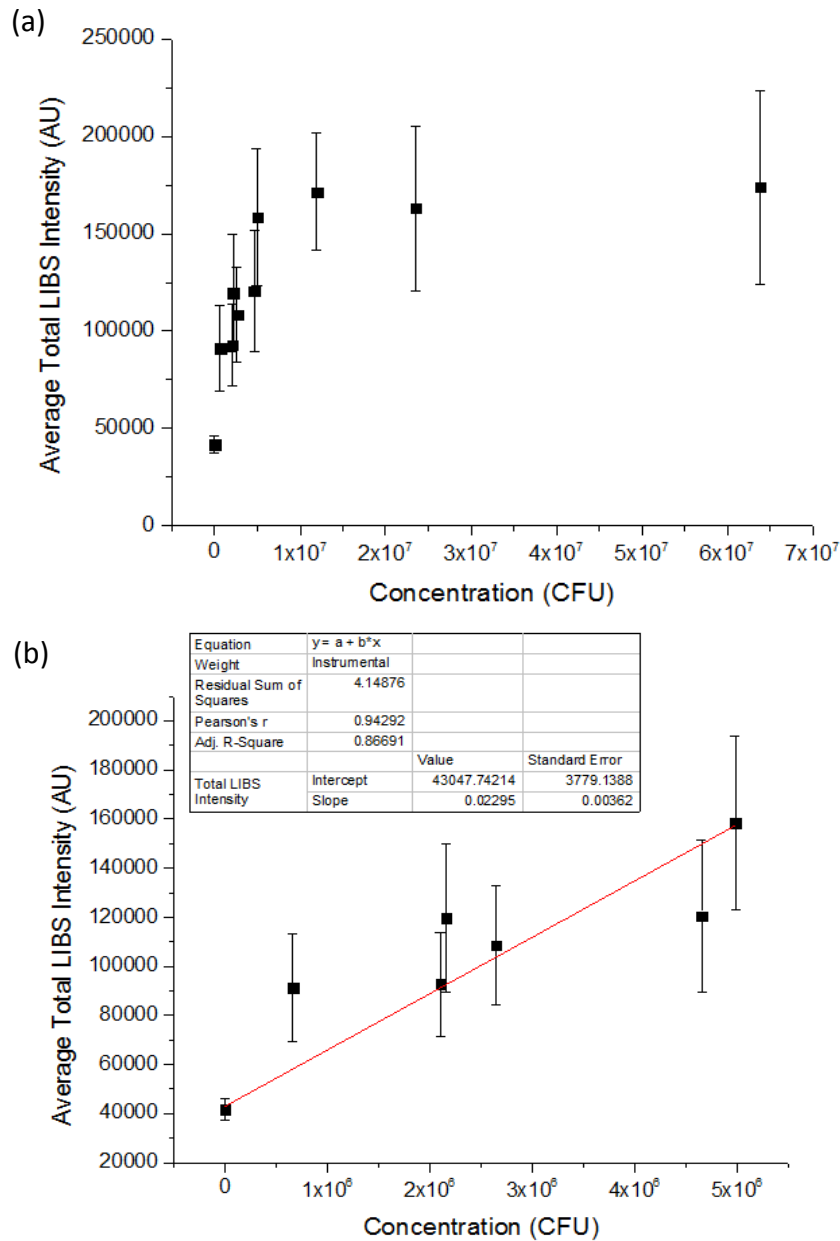 (a)
250000
200000
150000
100000
50000
0
Average Total LIBS Intensity (AU)
0 1x10⁷ 2x10⁷ 3x10⁷ 4x10⁷ 5x10⁷ 6x10⁷ 7x10⁷
Concentration (CFU)
(b)
Equation y = a + b*x
Weight Instrumental
Residual Sum of Squares 4.14876
Pearson's r 0.94292
Adj. R-Square 0.86691
Value Standard Error
Total LIBS Intensity Intercept 43047.74214 3779.1388
Slope 0.02295 0.00362
200000
180000
160000
140000
120000
100000
80000
60000
40000
20000
Average Total LIBS Intensity (AU)
0 1x10⁶ 2x10⁶ 3x10⁶ 4x10⁶ 5x10⁶
Concentration (CFU)